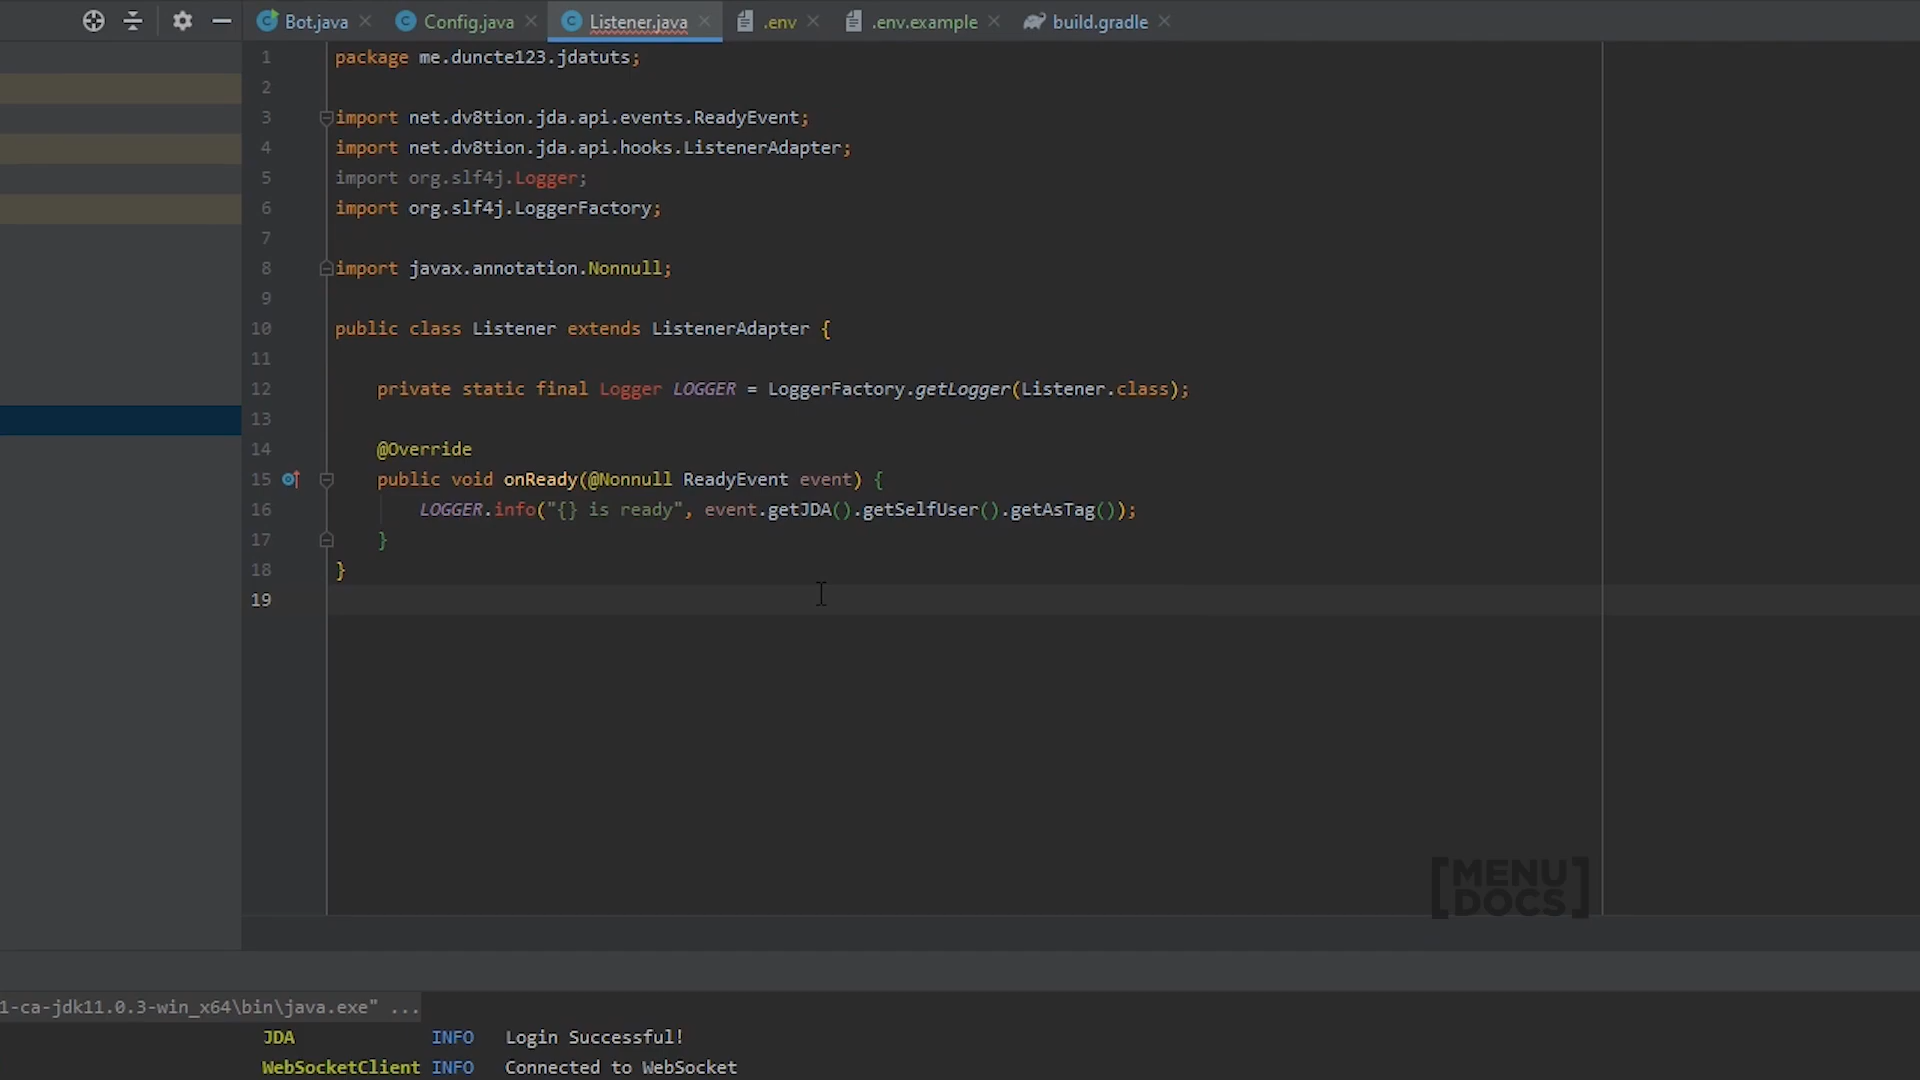 Bot.java Config.java Listener.java .env .env.example build.gradle
1 package me.duncte123.jdatuts;
2
3 import net.dv8tion.jda.api.events.ReadyEvent;
4 import net.dv8tion.jda.api.hooks.ListenerAdapter;
5 import org.slf4j.Logger;
6 import org.slf4j.LoggerFactory;
7
8 import javax.annotation.Nonnull;
9
10 public class Listener extends ListenerAdapter {
11
12 private static final Logger LOGGER = LoggerFactory.getLogger(Listener.class);
13
14 @Override
15 public void onReady(@Nonnull ReadyEvent event) {
16 LOGGER.info("{} is ready", event.getJDA().getSelfUser().getAsTag());
17 }
18 }
19
[MENU
DOCS]
1-ca-jdk11.0.3-win_x64\bin\java.exe" ...
JDA INFO Login Successful!
WebSocketClient INFO Connected to WebSocket